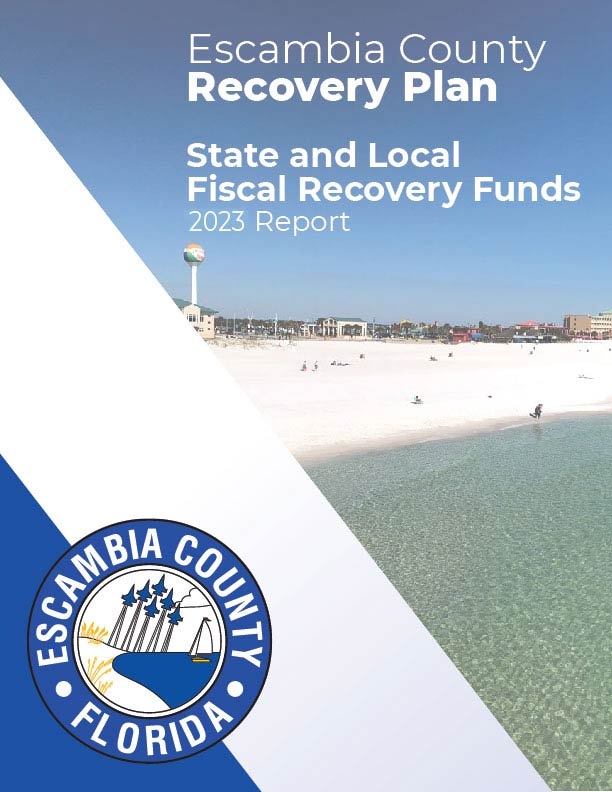 Escambia County
Recovery Plan
State and Local
Fiscal Recovery Funds
2023 Report
ESCAMBIA COUNTY
FLORIDA